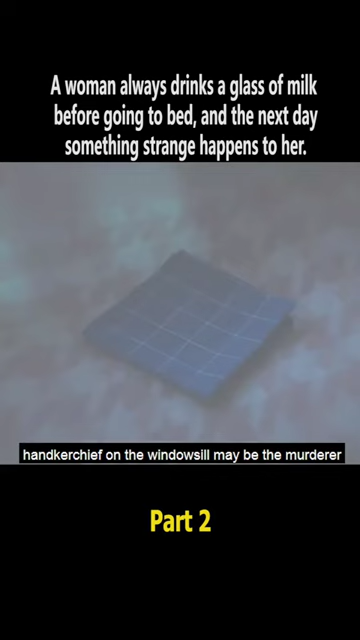 A woman always drinks a glass of milk
before going to bed, and the next day
something strange happens to her.
handkerchief on the windowsill may be the murderer
Part 2